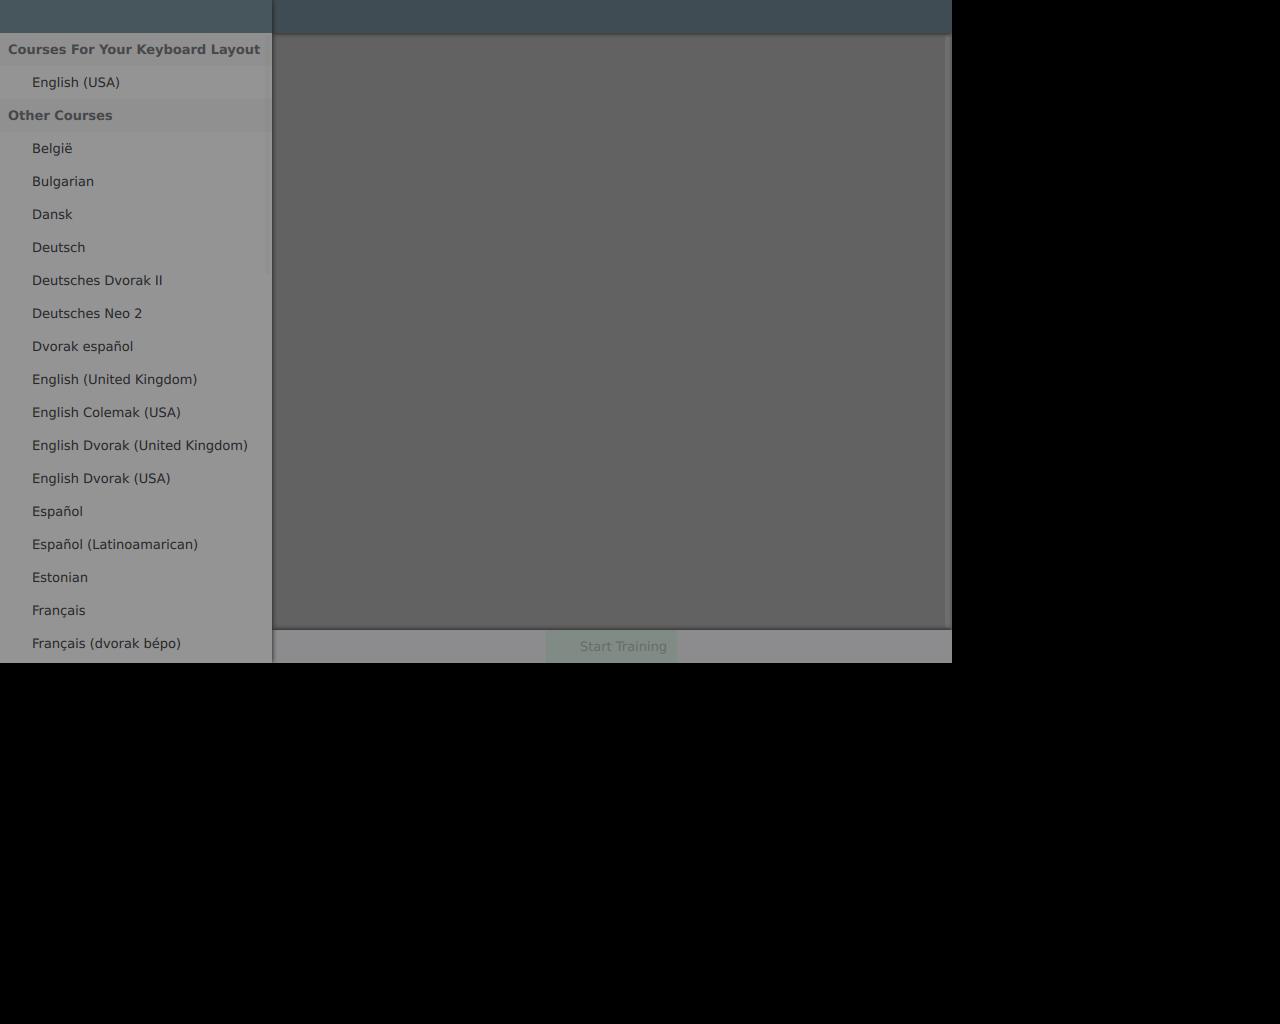 Courses For Your Keyboard Layout
English (USA)
Other Courses
België
Bulgarian
Dansk
Deutsch
Deutsches Dvorak II
Deutsches Neo 2
Dvorak español
English (United Kingdom)
English Colemak (USA)
English Dvorak (United Kingdom)
English Dvorak (USA)
Español
Español (Latinoamarican)
Estonian
Français
Français (dvorak bépo)
Start Training